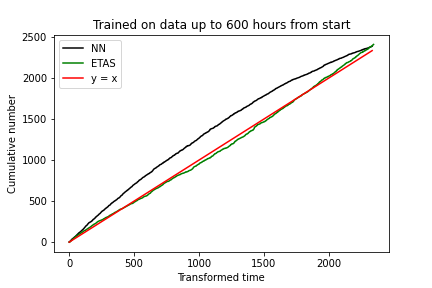 Trained on data up to 600 hours from start
NN
ETAS
y = x
Cumulative number
2500
2000
1500
1000
500
0
0 500 1000 1500 2000
Transformed time